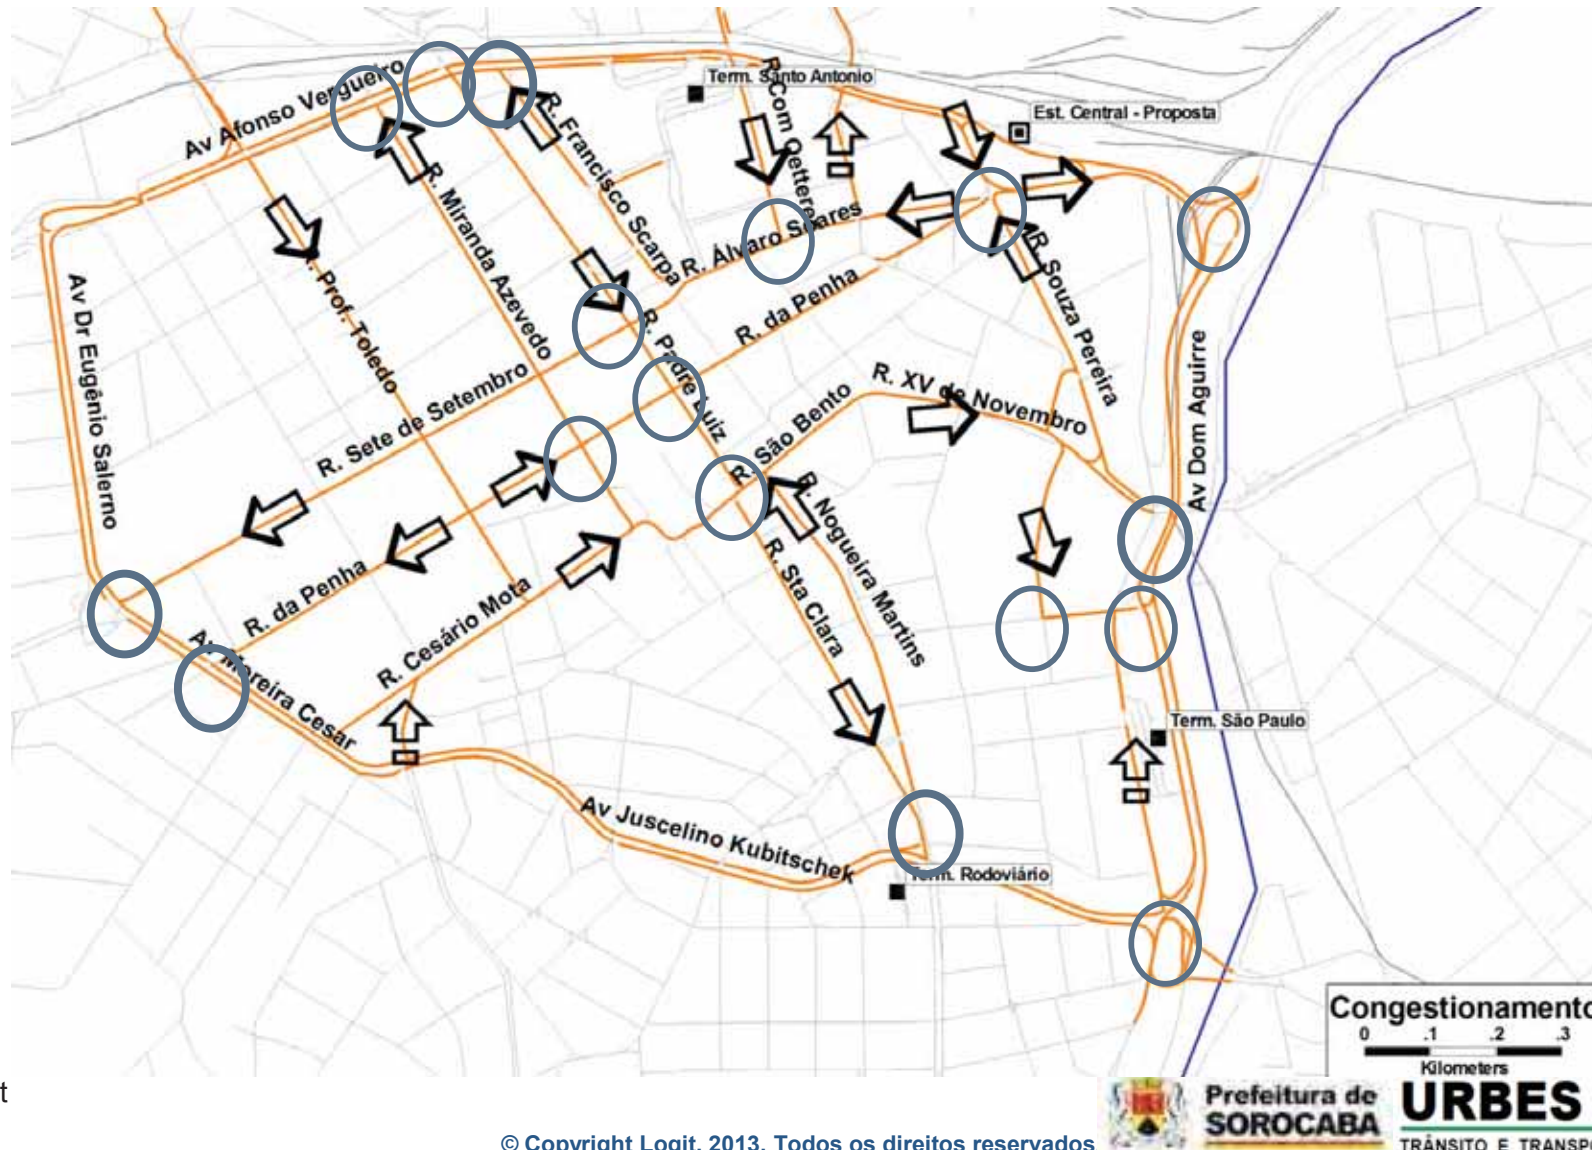 Term. Santo Antonio
Av Afonso Vergueiro
R. Com Oetterer
Est. Central - Proposta
R. Francisco Scarpa
R. Miranda Azevedo
R. Álvaro Soares
R. Souza Pereira
Prof. Toledo
R. da Penha
Av Dr Eugênio Salerno
R. Padre Luiz
Av Dom Aguirre
R. XV de Novembro
R. Sete de Setembro
R. São Bento
R. Nogueira Martins
R. Sta Clara
R. da Penha
R. Cesário Mota
Av Moreira Cesar
Term. São Paulo
Av Juscelino Kubitschek
Term. Rodoviário
Congestionamento
0 .1 .2 .3
Kilometers
t
Prefeitura de
SOROCABA
URBES
TRÂNSITO E TRANSPO
© Copyright Logit, 2013. Todos os direitos reservados